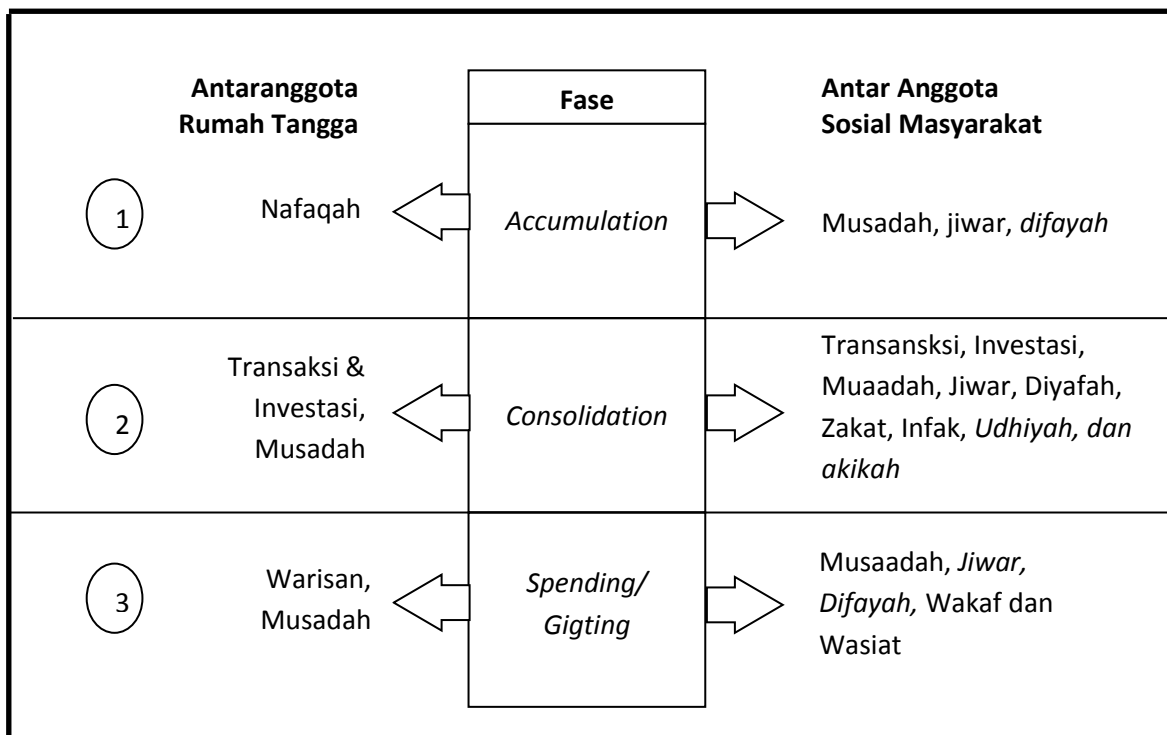 Antaranggota
Rumah Tangga
Fase
Antar Anggota
Sosial Masyarakat
1
Nafaqah
Accumulation
Musadah, jiwar, difayah
2
Transaksi &
Investasi,
Musadah
Consolidation
Transansksi, Investasi,
Muaadah, Jiwar, Diyafah,
Zakat, Infak, Udhiyah, dan
akikah
3
Warisan,
Musadah
Spending/
Gigting
Musaadah, Jiwar,
Difayah, Wakaf dan
Wasiat